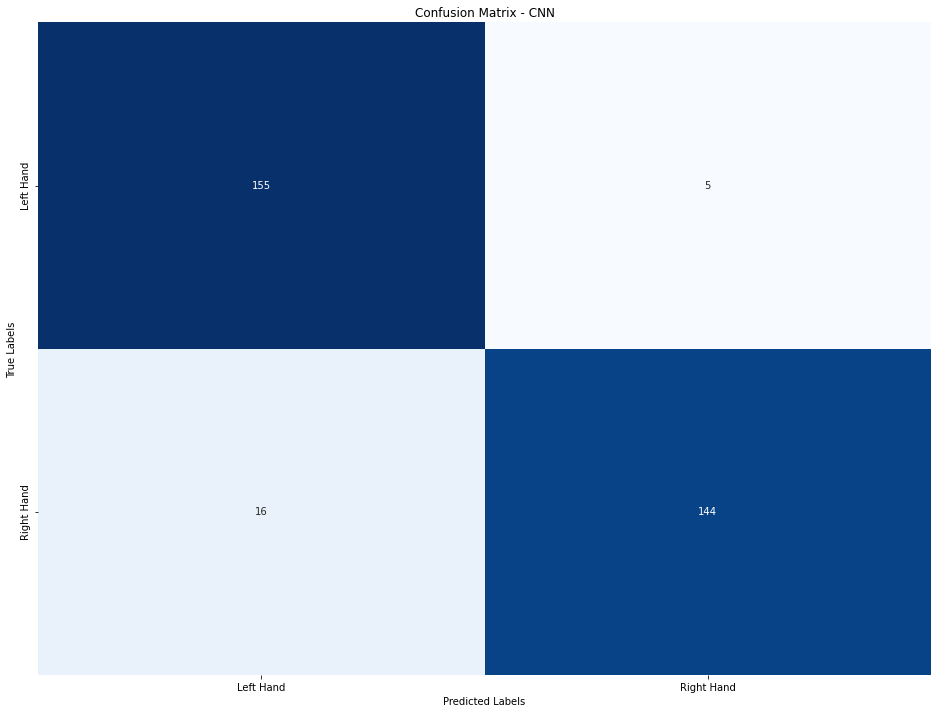 Confusion Matrix - CNN
Left Hand
155
5
True Labels
Right Hand
16
144
Left Hand
Right Hand
Predicted Labels